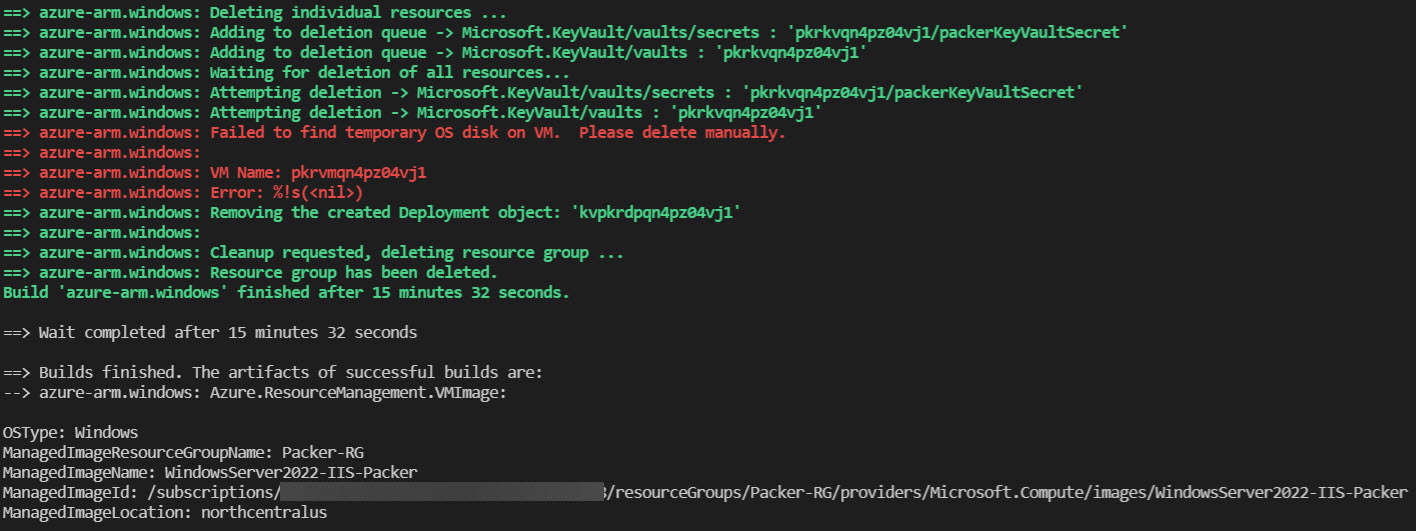 ==> azure-arm.windows: Deleting individual resources ...
==> azure-arm.windows: Adding to deletion queue -> Microsoft.KeyVault/vaults/secrets : 'pkrkvqn4pz04vj1/packerKeyVaultSecret'
==> azure-arm.windows: Adding to deletion queue -> Microsoft.KeyVault/vaults : 'pkrkvqn4pz04vj1'
==> azure-arm.windows: Waiting for deletion of all resources...
==> azure-arm.windows: Attempting deletion -> Microsoft.KeyVault/vaults/secrets : 'pkrkvqn4pz04vj1/packerKeyVaultSecret'
==> azure-arm.windows: Attempting deletion -> Microsoft.KeyVault/vaults : 'pkrkvqn4pz04vj1'
==> azure-arm.windows: Failed to find temporary OS disk on VM.  Please delete manually.
==> azure-arm.windows:
==> azure-arm.windows: VM Name: pkrvmqn4pz04vj1
==> azure-arm.windows: Error: %!s(<nil>)
==> azure-arm.windows: Removing the created Deployment object: 'kvpkrdpqn4pz04vj1'
==> azure-arm.windows:
==> azure-arm.windows: Cleanup requested, deleting resource group ...
==> azure-arm.windows: Resource group has been deleted.
Build 'azure-arm.windows' finished after 15 minutes 32 seconds.
==> Wait completed after 15 minutes 32 seconds
==> Builds finished. The artifacts of successful builds are:
--> azure-arm.windows: Azure.ResourceManagement.VMImage:
OSType: Windows
ManagedImageResourceGroupName: Packer-RG
ManagedImageName: WindowsServer2022-IIS-Packer
ManagedImageId: /subscriptions/ /resourceGroups/Packer-RG/providers/Microsoft.Compute/images/WindowsServer2022-IIS-Packer
ManagedImageLocation: northcentralus